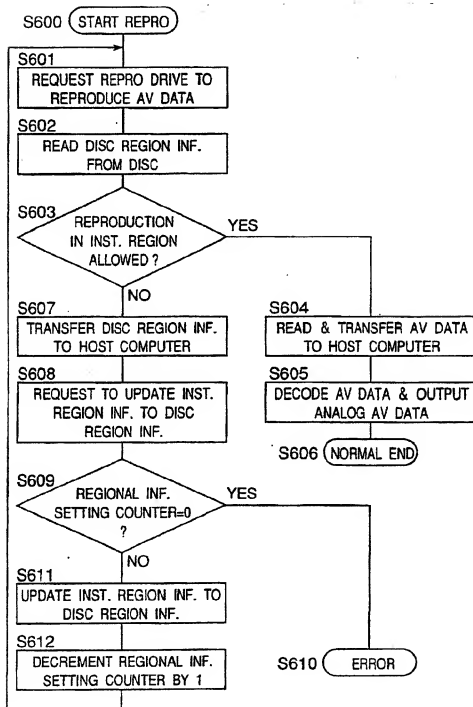 S600 START REPRO
S601
REQUEST REPRO DRIVE TO
REPRODUCE AV DATA
S602
READ DISC REGION INF.
FROM DISC
S603
REPRODUCTION
IN INST. REGION
ALLOWED ?
YES
NO
S607
TRANSFER DISC REGION INF.
TO HOST COMPUTER
S604
READ & TRANSFER AV DATA
TO HOST COMPUTER
S608
REQUEST TO UPDATE INST.
REGION INF. TO DISC
REGION INF.
S605
DECODE AV DATA & OUTPUT
ANALOG AV DATA
S606 NORMAL END
S609
REGIONAL INF.
SETTING COUNTER=0
?
YES
NO
S611
UPDATE INST. REGION INF. TO
DISC REGION INF.
S612
DECREMENT REGIONAL INF.
SETTING COUNTER BY 1
S610 ERROR